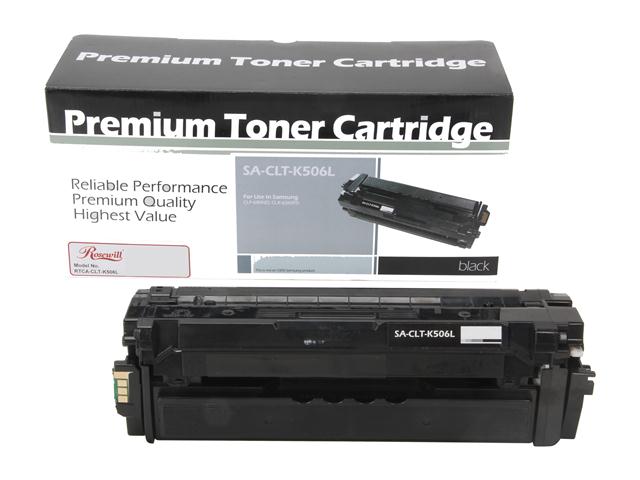 Premium Toner Cartridge
Premium Toner Cartridge
SA-CLT-K506L
For Use In Samsung
Reliable Performance
Premium Quality
Highest Value
Rosewill
Model No.
RTCA-CLT-K506L
black
SA-CLT-K506L